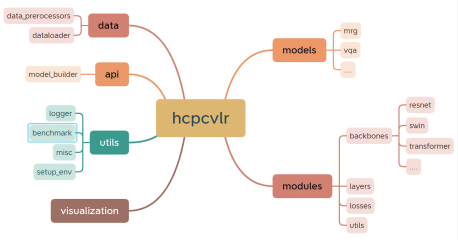 data_prerocessors
dataloader
data
model_builder
api
logger
benchmark
misc
setup_env
utils
visualization
hcpcvlr
models
mrg
vqa
....
modules
backbones
resnet
swin
transformer
....
layers
losses
utils